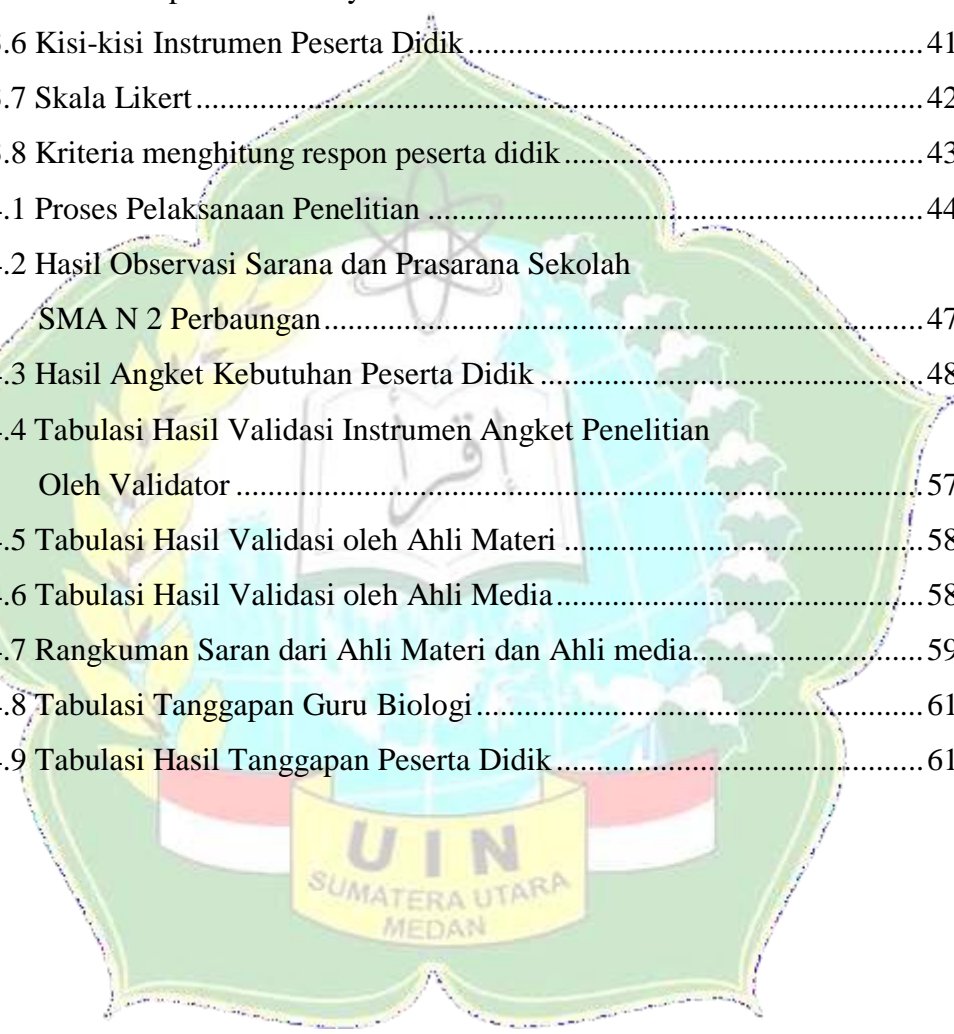 .6 Kisi-kisi Instrumen Peserta Didik.......41
.7 Skala Likert.......42
.8 Kriteria menghitung respon peserta didik.......43
.1 Proses Pelaksanaan Penelitian.......44
.2 Hasil Observasi Sarana dan Prasarana Sekolah
SMA N 2 Perbaungan.......47
.3 Hasil Angket Kebutuhan Peserta Didik.......48
.4 Tabulasi Hasil Validasi Instrumen Angket Penelitian
Oleh Validator.......57
.5 Tabulasi Hasil Validasi oleh Ahli Materi.......58
.6 Tabulasi Hasil Validasi oleh Ahli Media.......58
.7 Rangkuman Saran dari Ahli Materi dan Ahli media.......59
.8 Tabulasi Tanggapan Guru Biologi.......61
.9 Tabulasi Hasil Tanggapan Peserta Didik.......61
اقرأ
UIN
SUMATERA UTARA
MEDAN